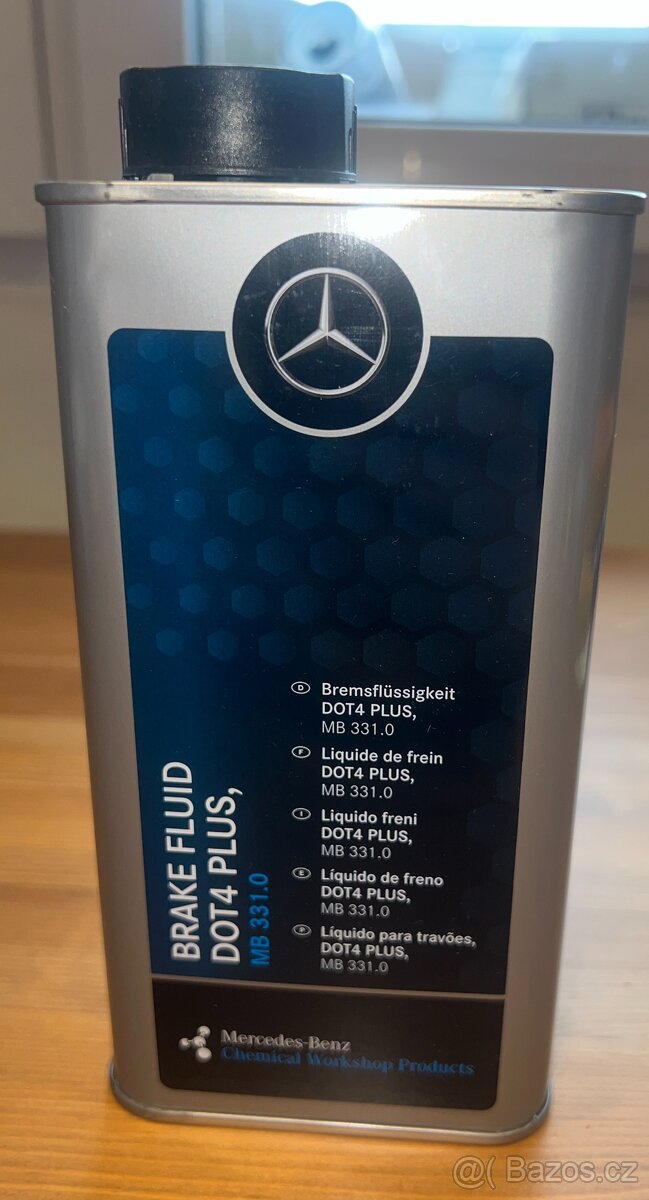 BRAKE FLUID
DOT4 PLUS,
MB 331.0
D Bremsflüssigkeit
DOT4 PLUS,
MB 331.0
F Liquide de frein
DOT4 PLUS,
MB 331.0
I Liquido freni
DOT4 PLUS,
MB 331.0
E Líquido de freno
DOT4 PLUS,
MB 331.0
P Líquido para travões,
DOT4 PLUS,
MB 331.0
Mercedes-Benz
Chemical Workshop Products
@( Bazos.cz